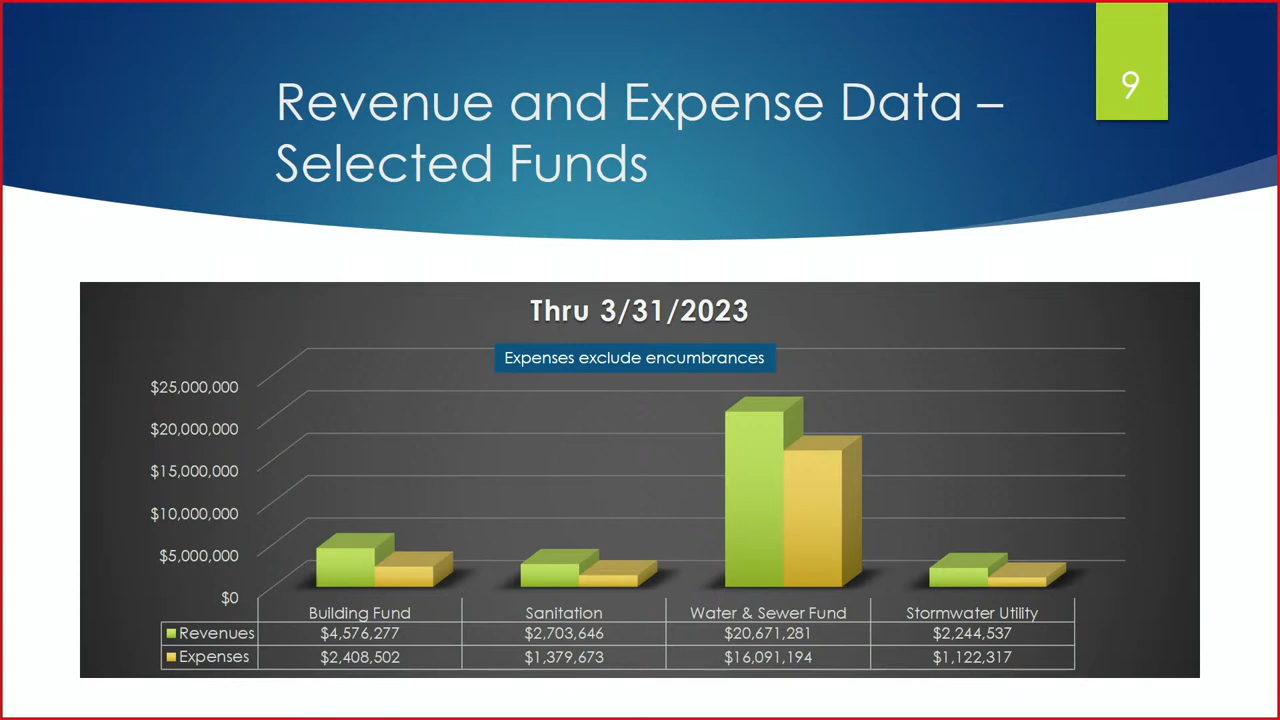 9
Revenue and Expense Data –
Selected Funds
Thru 3/31/2023
Expenses exclude encumbrances
$25,000,000
$20,000,000
$15,000,000
$10,000,000
$5,000,000
$0
Building Fund Sanitation Water & Sewer Fund Stormwater Utility
Revenues $4,576,277 $2,703,646 $20,671,281 $2,244,537
Expenses $2,408,502 $1,379,673 $16,091,194 $1,122,317